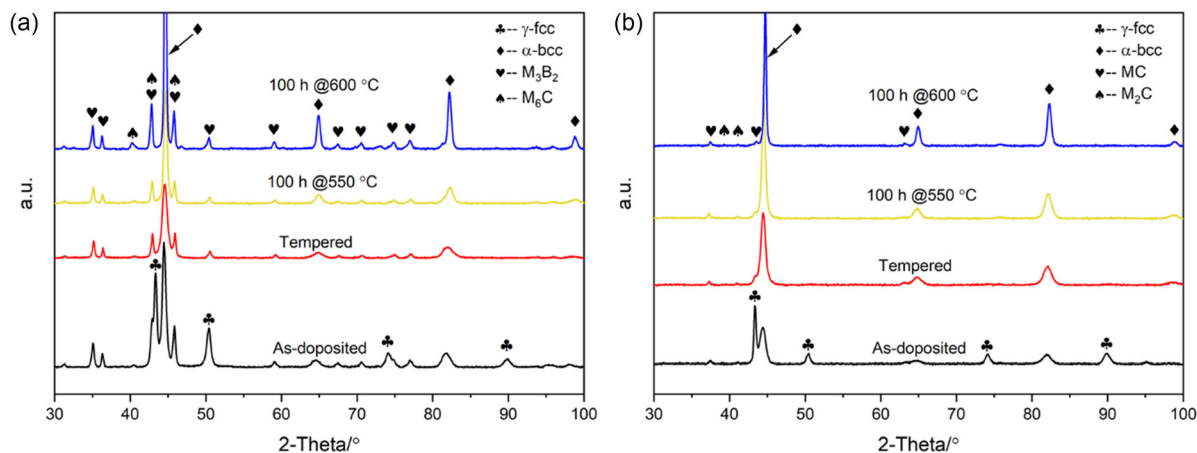 (a)
♣-- γ-fcc
♦-- α-bcc
♥-- M₃B₂
♠-- M₆C
100 h @600 °C
100 h @550 °C
Tempered
As-doposited
a.u.
30 40 50 60 70 80 90 100
2-Theta/°
(b)
♣-- γ-fcc
♦-- α-bcc
♥-- MC
♠-- M₂C
100 h @600 °C
100 h @550 °C
Tempered
As-doposited
a.u.
30 40 50 60 70 80 90 100
2-Theta/°